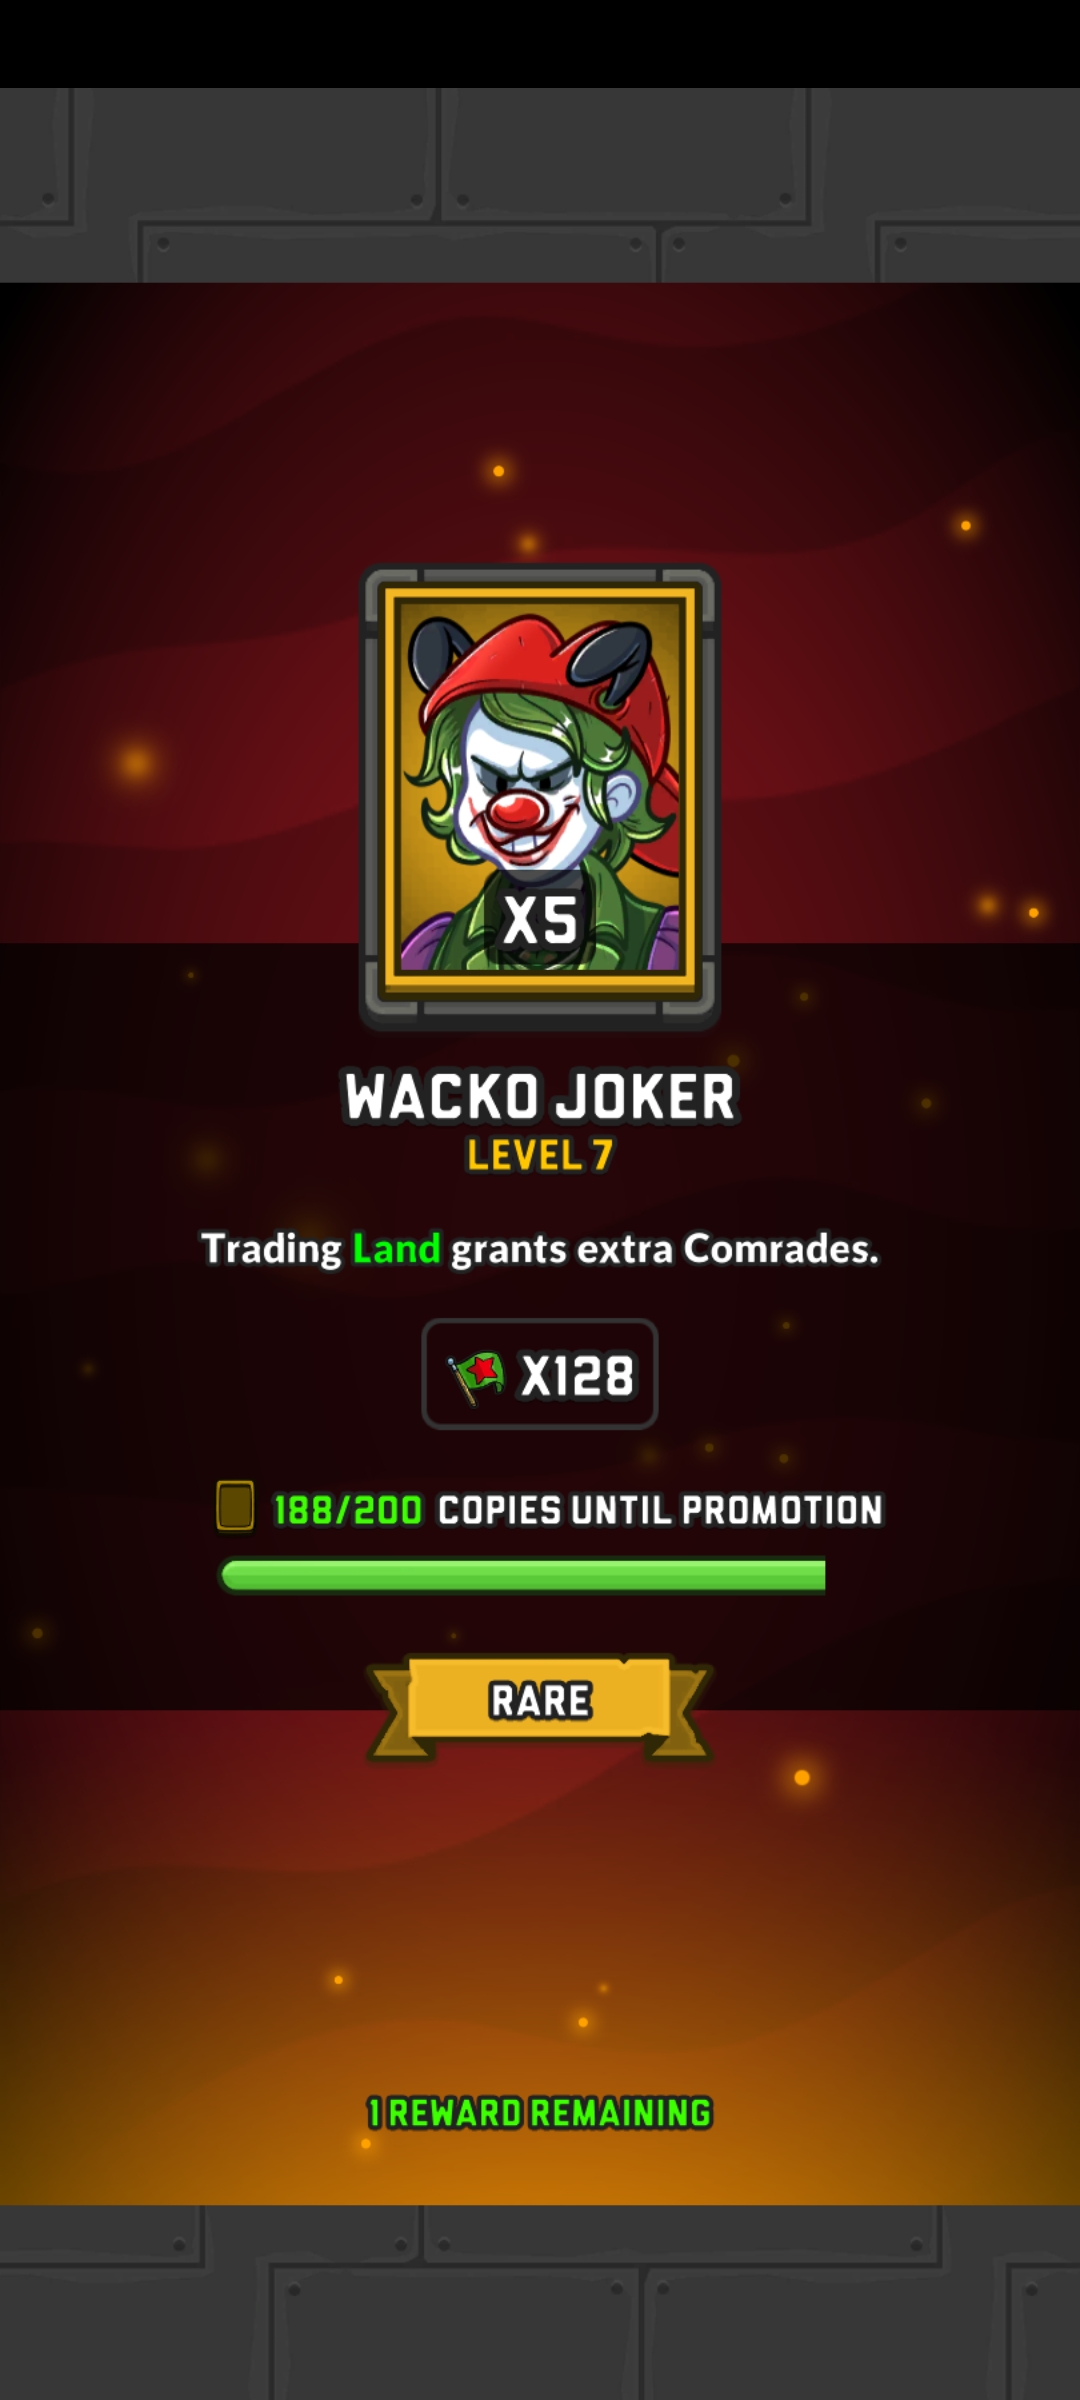 X5
WACKO JOKER
LEVEL 7
Trading Land grants extra Comrades.
X128
188/200 COPIES UNTIL PROMOTION
RARE
1 REWARD REMAINING